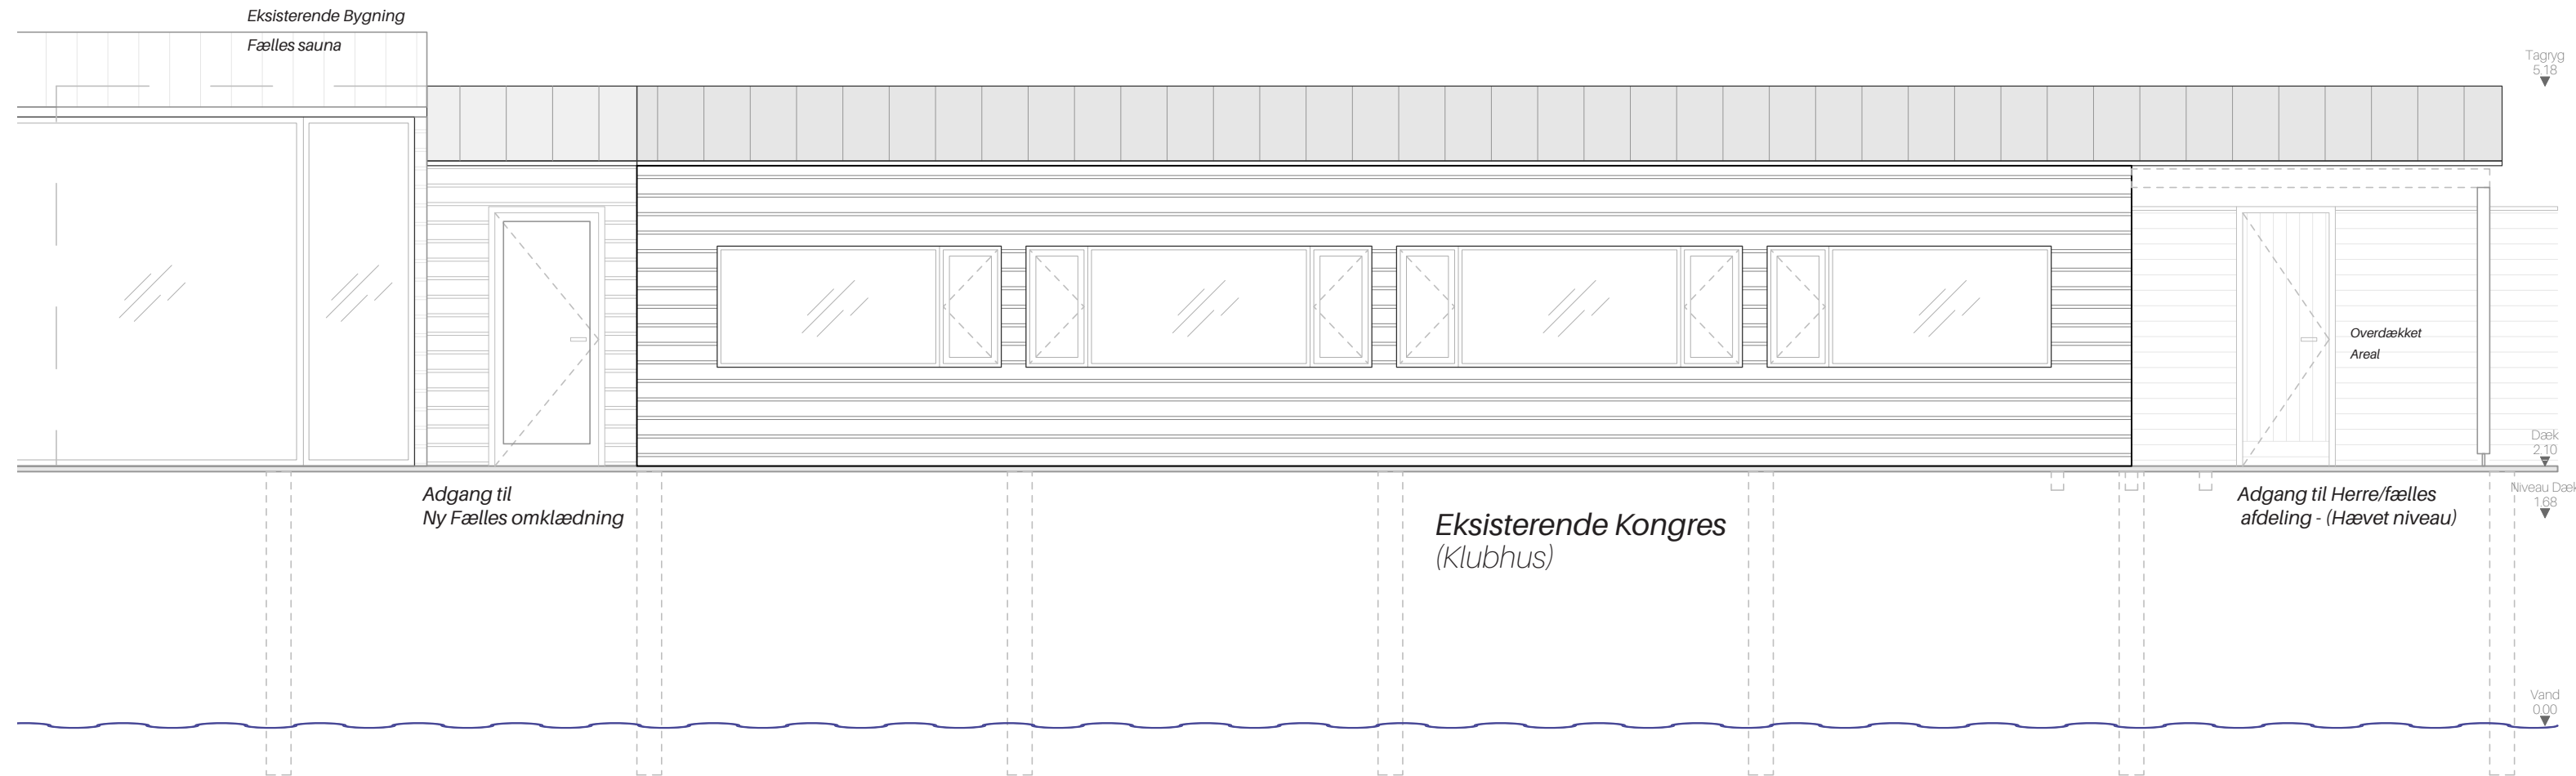 Eksisterende Bygning
Fælles sauna
Tagryg
5.18
Overdækket
Areal
Dæk
2.10
Niveau Dæk
1.68
Adgang til
Ny Fælles omklædning
Eksisterende Kongres
(Klubhus)
Adgang til Herre/fælles
afdeling - (Hævet niveau)
Vand
0.00